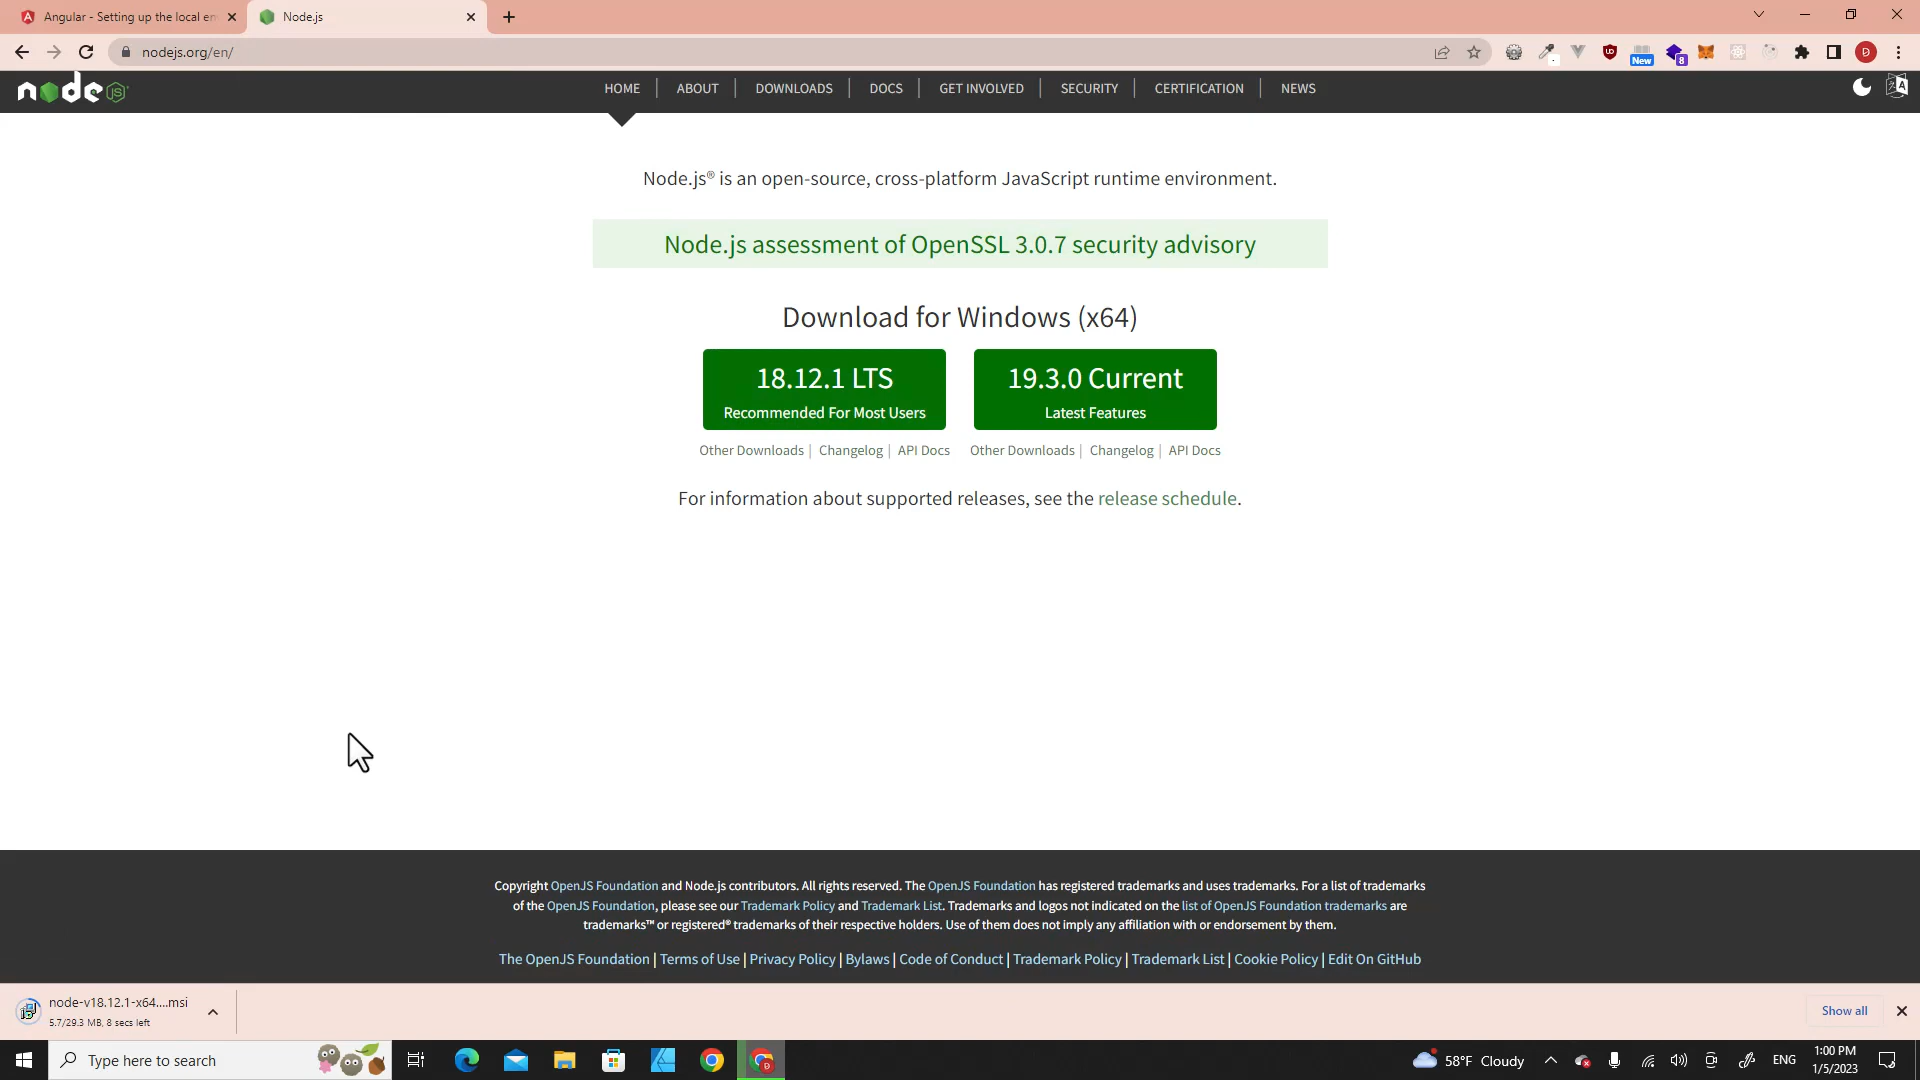 Angular - Setting up the local en
Node.js
nodejs.org/en/
New
8
D
node JS
HOME
ABOUT
DOWNLOADS
DOCS
GET INVOLVED
SECURITY
CERTIFICATION
NEWS
Node.js® is an open-source, cross-platform JavaScript runtime environment.
Node.js assessment of OpenSSL 3.0.7 security advisory
Download for Windows (x64)
18.12.1 LTS
Recommended For Most Users
19.3.0 Current
Latest Features
Other Downloads | Changelog | API Docs
Other Downloads | Changelog | API Docs
For information about supported releases, see the release schedule.
Copyright OpenJS Foundation and Node.js contributors. All rights reserved. The OpenJS Foundation has registered trademarks and uses trademarks. For a list of trademarks
of the OpenJS Foundation, please see our Trademark Policy and Trademark List. Trademarks and logos not indicated on the list of OpenJS Foundation trademarks are
trademarks™ or registered® trademarks of their respective holders. Use of them does not imply any affiliation with or endorsement by them.
The OpenJS Foundation | Terms of Use | Privacy Policy | Bylaws | Code of Conduct | Trademark Policy | Trademark List | Cookie Policy | Edit On GitHub
node-v18.12.1-x64....msi
5.7/29.3 MB, 8 secs left
Show all
Type here to search
58°F Cloudy
ENG
1:00 PM
1/5/2023